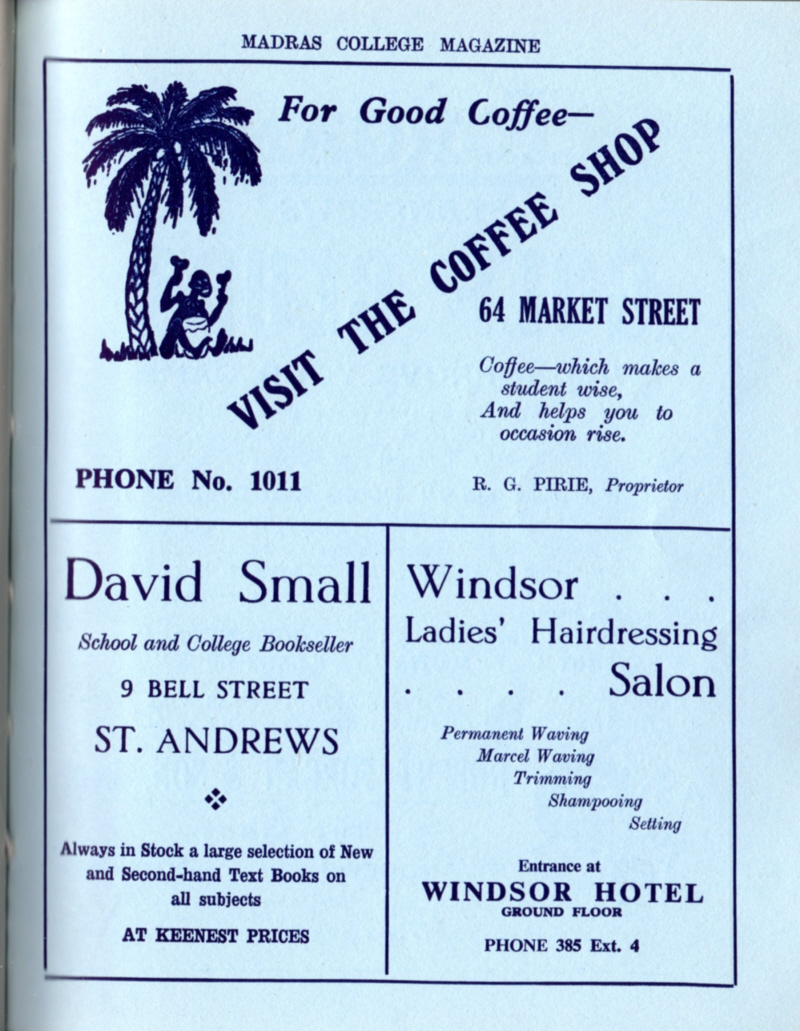 MADRAS COLLEGE MAGAZINE
For Good Coffee—
VISIT THE COFFEE SHOP
64 MARKET STREET
Coffee—which makes a
student wise,
And helps you to
occasion rise.
PHONE No. 1011
R. G. PIRIE, Proprietor
David Small
School and College Bookseller
9 BELL STREET
ST. ANDREWS
Always in Stock a large selection of New
and Second-hand Text Books on
all subjects
AT KEENEST PRICES
Windsor . . .
Ladies' Hairdressing
. . . . Salon
Permanent Waving
Marcel Waving
Trimming
Shampooing
Setting
Entrance at
WINDSOR HOTEL
GROUND FLOOR
PHONE 385 Ext. 4